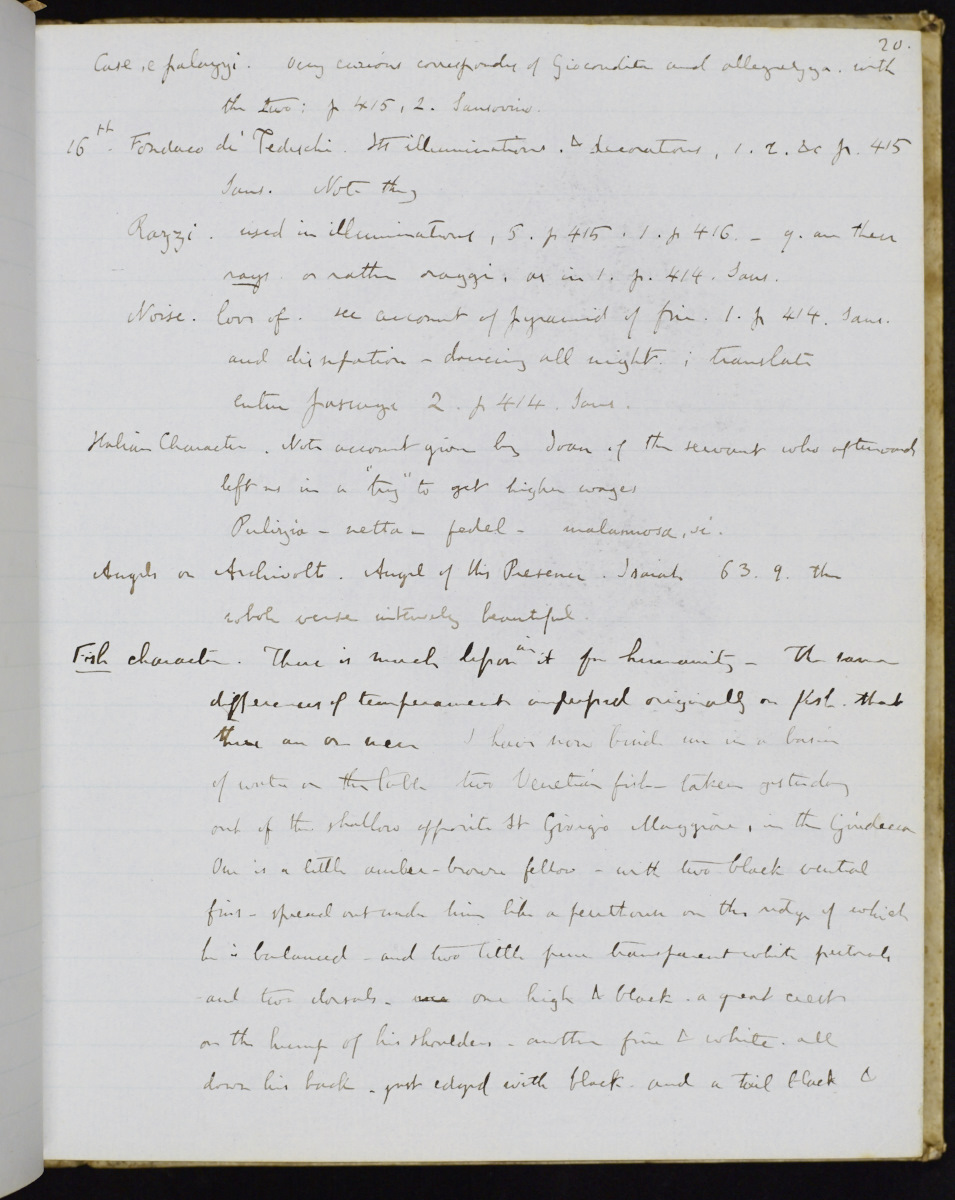 20.
Case, e palazzi. Very curious correspondce of Gioconditá and allegrezza. with
the two: p 415, 2. Sansovino.
16th. Fondaco di Tedeschi. Its illuminations. & decorations, 1. 2. &c p. 415
Sans. Note this
Razzi. used in illuminations, 5. p 415. 1. p 416. – q. are these
rays. or rather raggi. as in 1. p. 414. Sans.
Noise. love of. see account of pyramid of fire. 1. p 414. Sans.
and dissipation – dancing all night. ; translate
entire passage 2. p 414. Sans.
Italian Character. Note account given by Joan of the servant who afterwards
left us in a "try" to get higher wages
Pulizia – netta – fedel – malamosa, si.
Angels on Archivolt. Angel of his Presence. Isaiah 63. 9. the
whole verse intensely beautiful.
Fish character. There is much lesson in it for humanity – The same
differences of temperament impressed originally on fish. that
there are on men I have now beside me in a basin
of water on the table two Venetian fish – taken yesterday
out of the shallow opposite St Giorgio Maggiore, in the Giudecca
One is a little amber-brown fellow – with two black ventral
fins – spread out under him like a penthouse on the ridge of which
he is balanced – and two little pure transparent white pectorals
and two dorsals – one high & black. a great crest
on the hump of his shoulders – another fine & white. all
down his back – just edged with black. and a tail black &